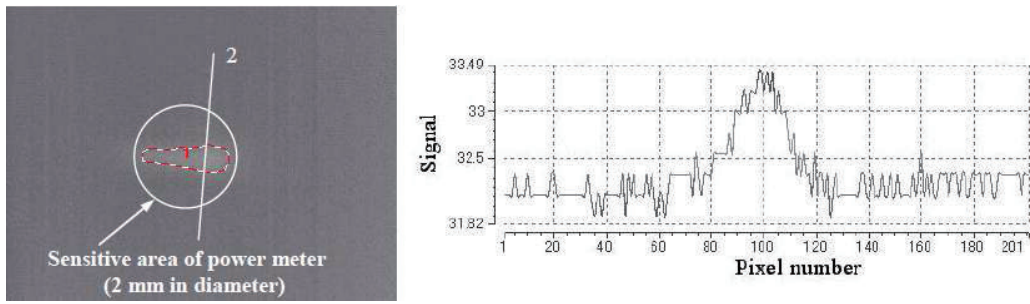 2
1
Sensitive area of power meter
(2 mm in diameter)
33.49
33
32.5
31.82
Signal
1 20 40 60 80 100 120 140 160 180 201
Pixel number